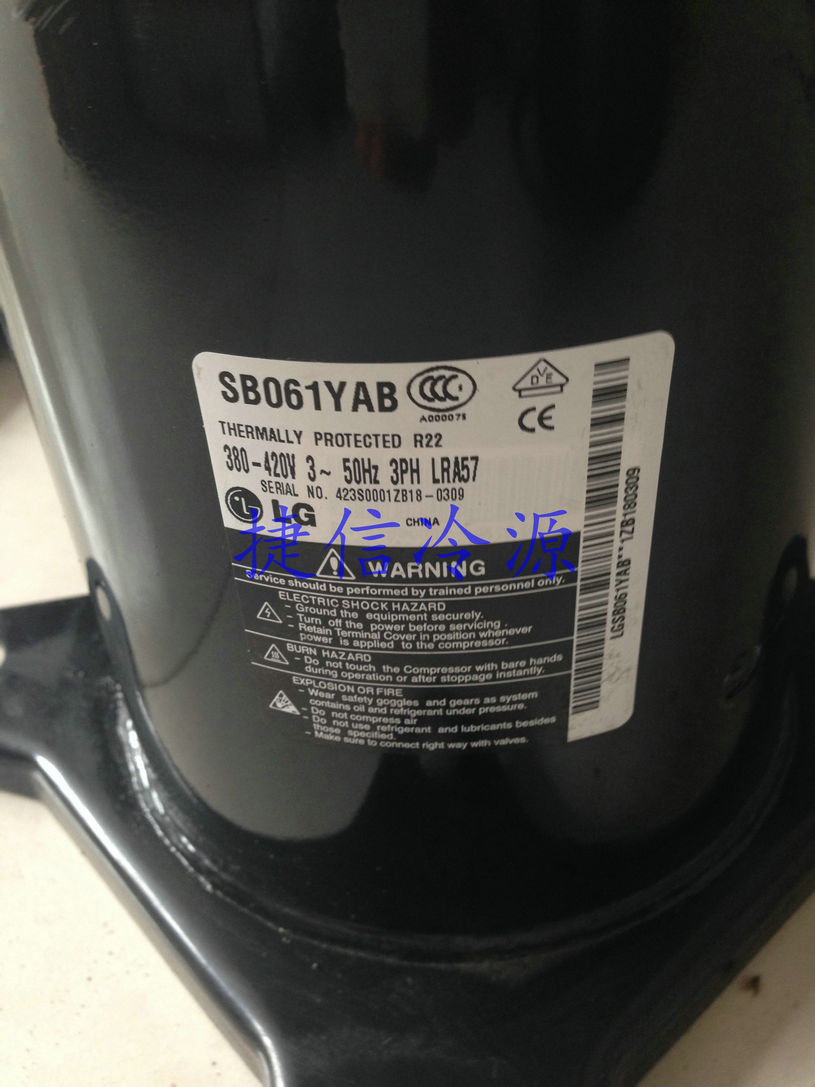 SB061YAB
CCC
A000071
DVE
CE
THERMALLY PROTECTED R22
380-420V 3~ 50Hz 3PH LRA57
SERIAL NO. 423S0001ZB18-0309
LG
CHINA
捷信冷源
WARNING
Service should be performed by trained personnel only.
ELECTRIC SHOCK HAZARD
- Ground the equipment securely.
- Turn off the power before servicing.
- Retain Terminal Cover in position whenever
power is applied to the compressor.
BURN HAZARD
- Do not touch the Compressor with bare hands
during operation or after stoppage instantly.
EXPLOSION OR FIRE
- Wear safety goggles and gears as system
contains oil and refrigerant under pressure.
- Do not compress air
- Do not use refrigerant and lubricants besides
those specified.
- Make sure to connect right way with valves.
LGSB061YAB**1ZB180309